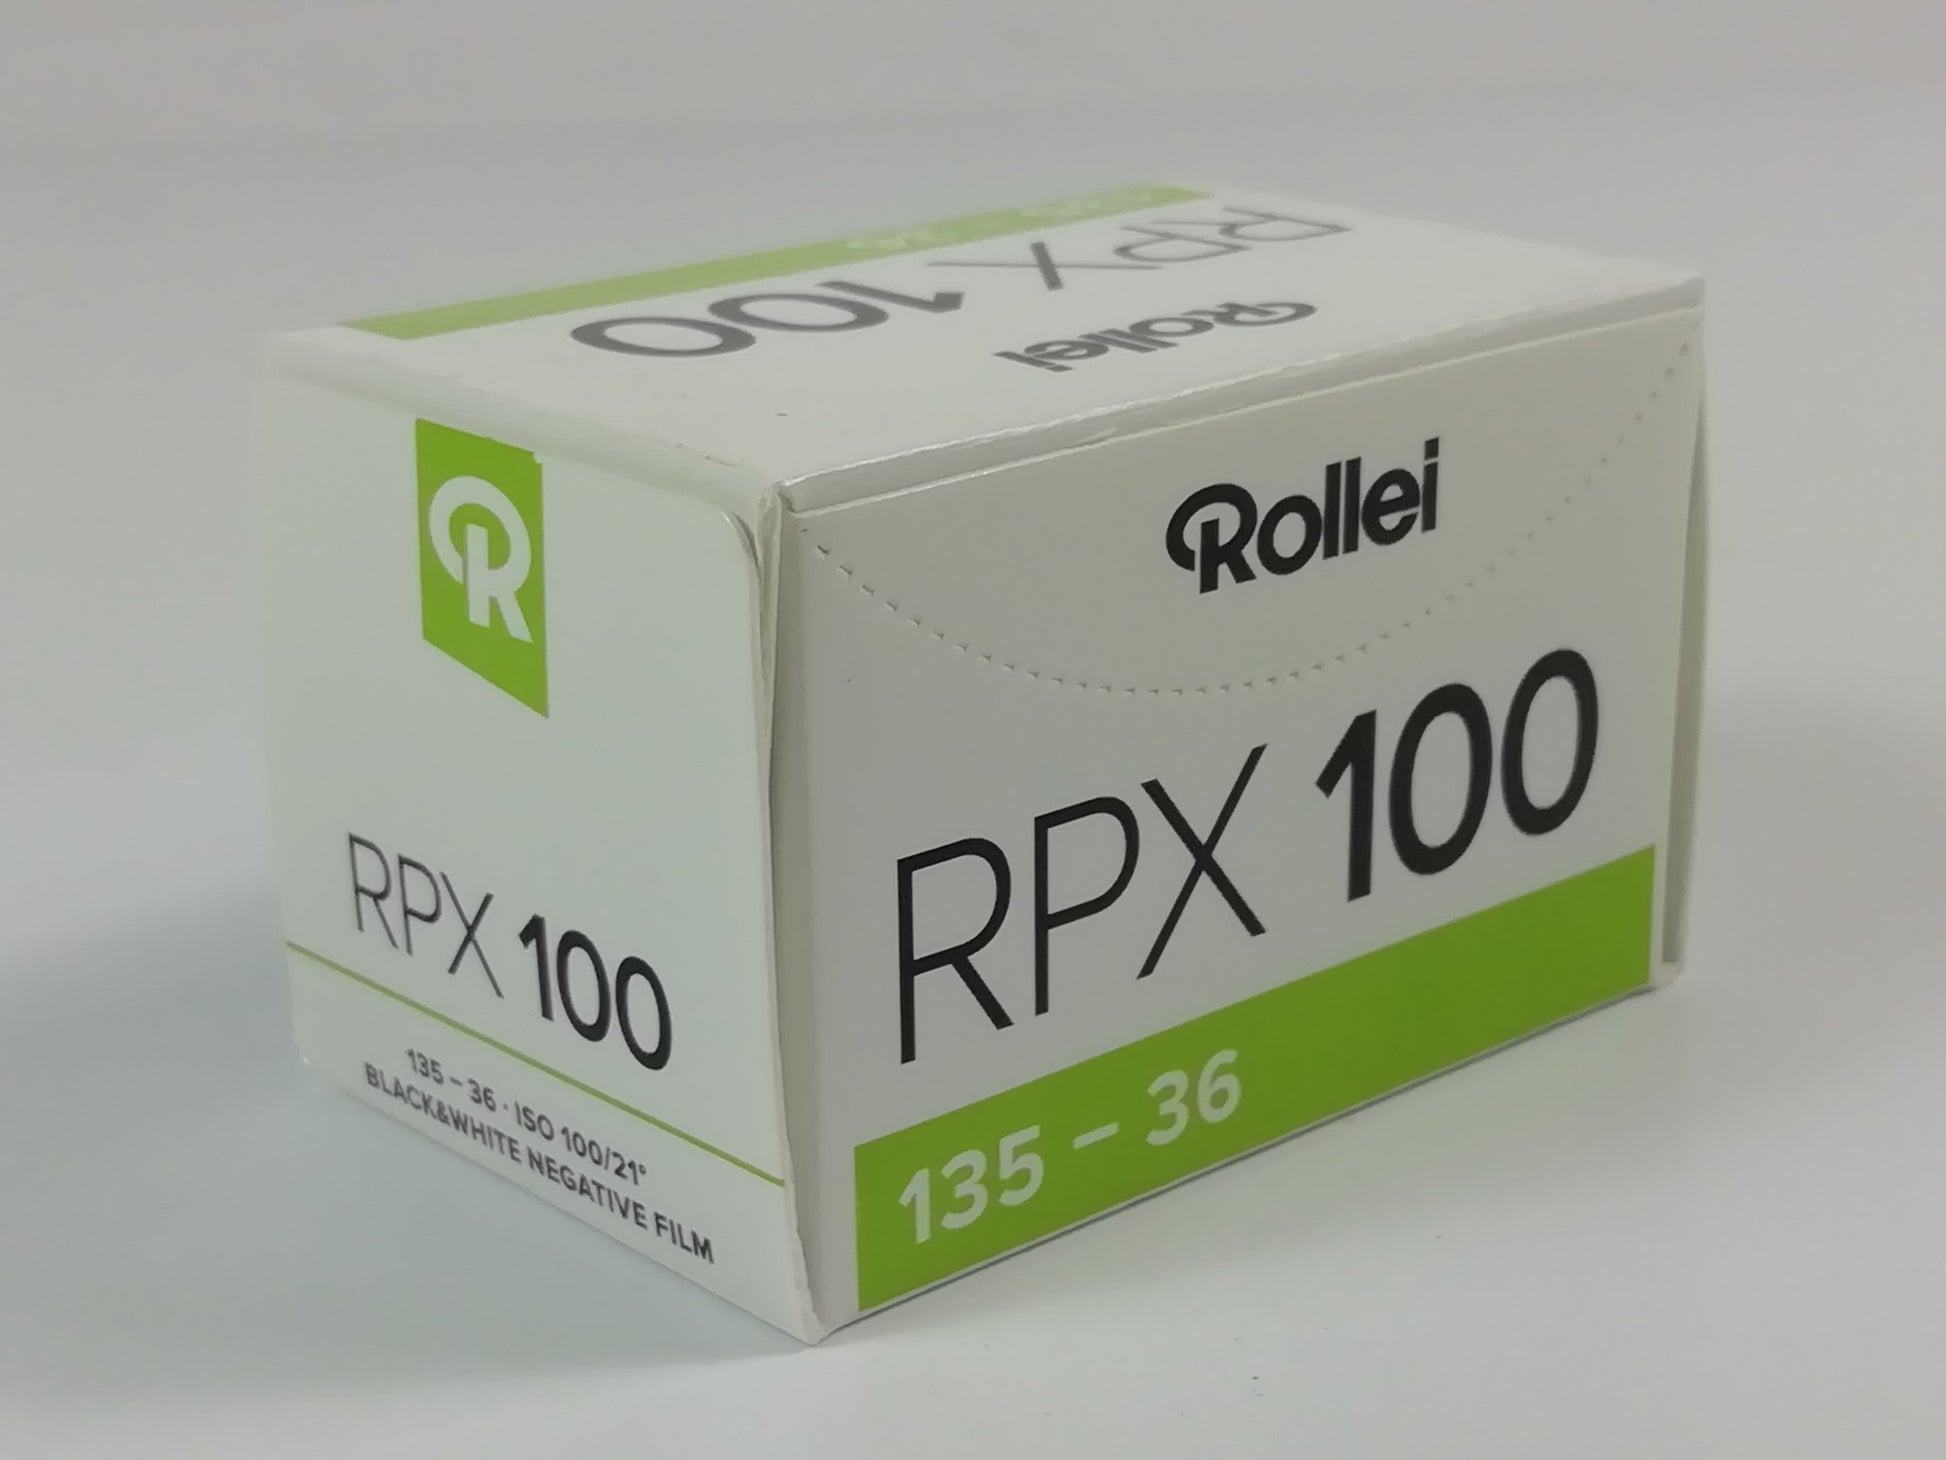 RPX 100
Rollei
R
RPX 100
135 – 36 · ISO 100/21°
BLACK&WHITE NEGATIVE FILM
Rollei
RPX 100
135 – 36